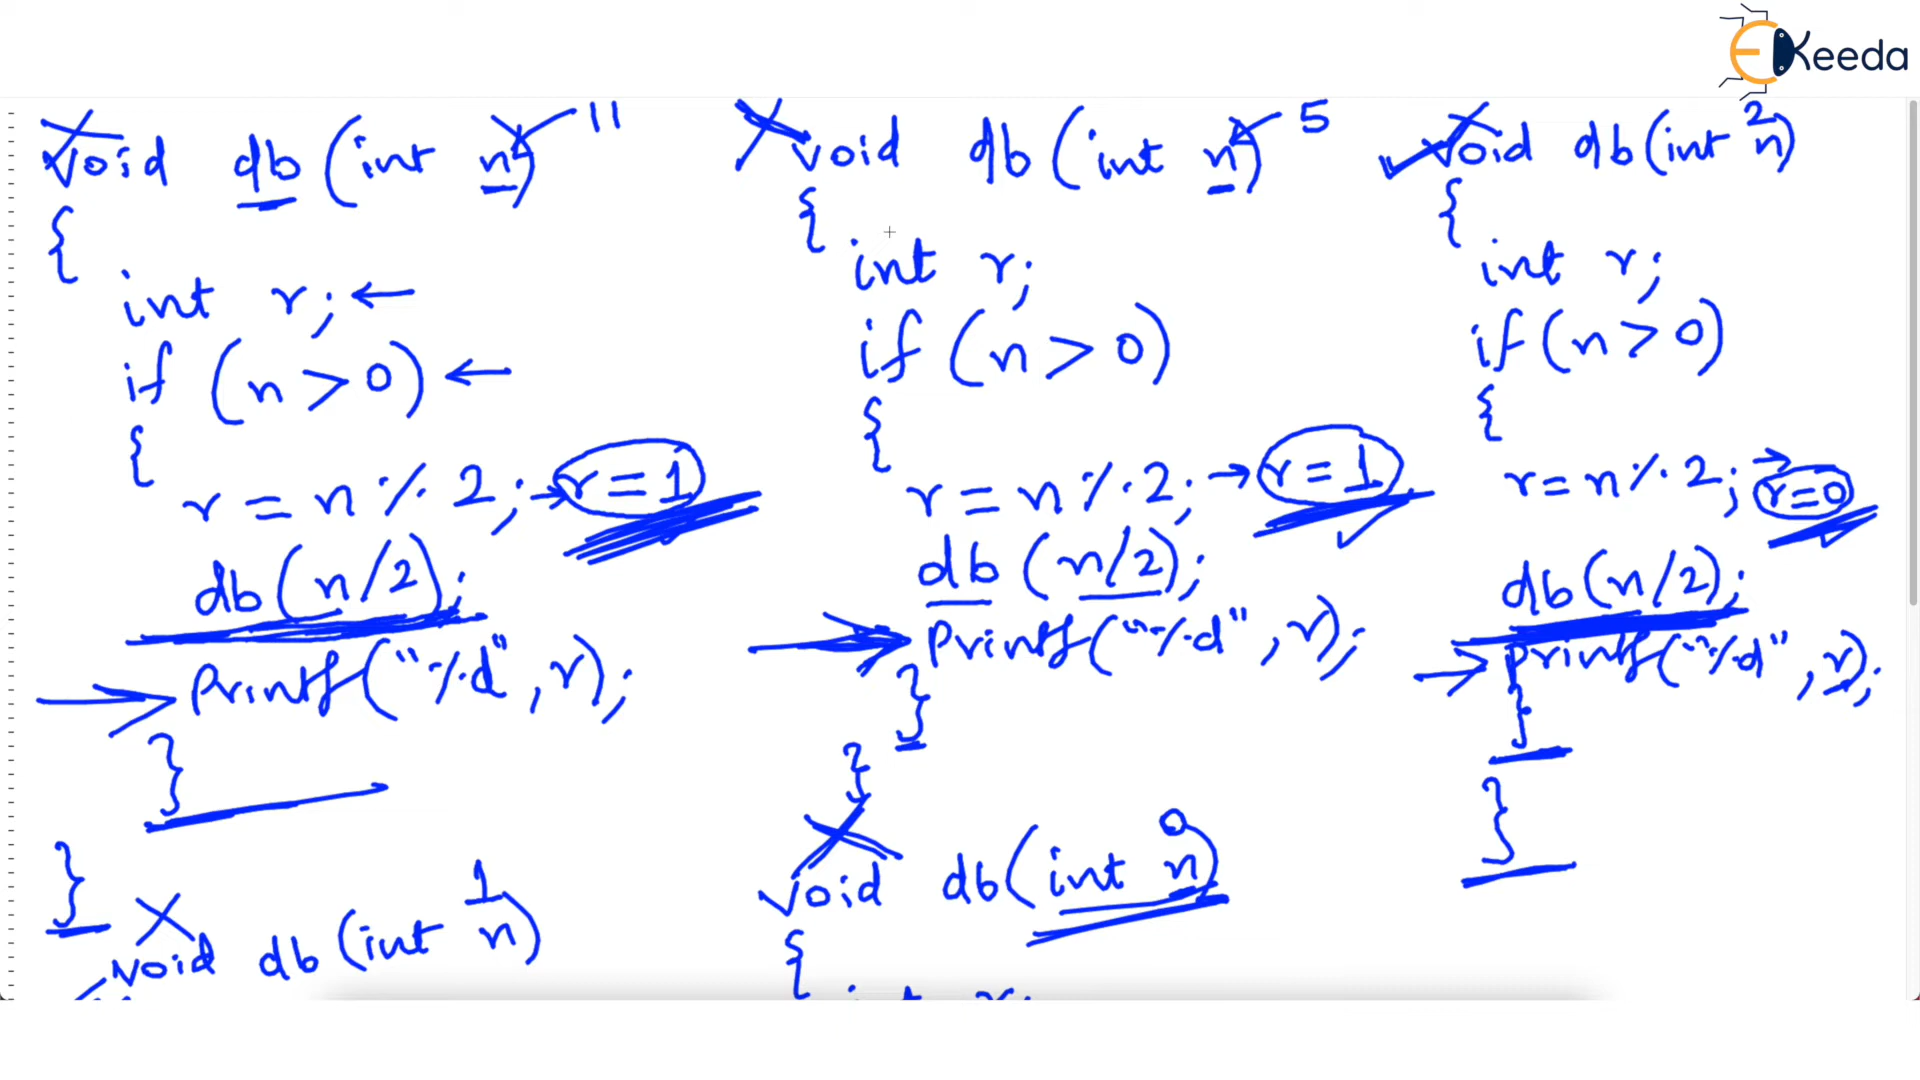 EKeeda
void db (int n) 11
{
int r; ←
if (n > 0) ←
{
r = n % 2; → r = 1
db (n/2);
→ printf("%d", r);
}
}
1
void db (int n)
void db (int n) 5
{
int r;
if (n > 0)
{
r = n % 2; → r = 1
db (n/2);
→ printf("%d", r);
}
}
0
void db (int n)
{
int r;
2
void db (int n)
{
int r;
if (n > 0)
{
r = n % 2; → r = 0
db (n/2);
→ printf("%d", r);
}
}